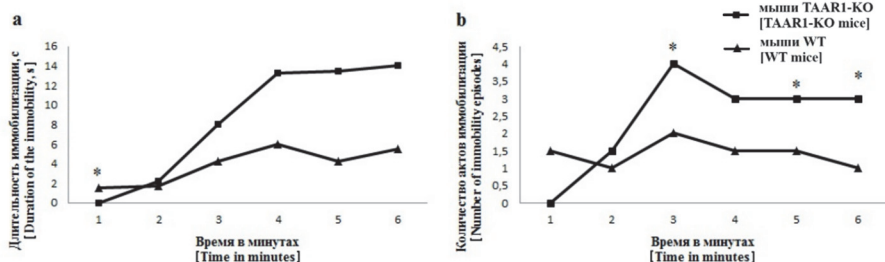 a
Длительность иммобилизации, с
[Duration of the immobility, s]
16
14
12
10
8
6
4
2
0
*
1 2 3 4 5 6
Время в минутах
[Time in minutes]
b
мыши TAAR1-KO
[TAAR1-KO mice]
мыши WT
[WT mice]
Количество актов иммобилизации
[Number of immobility episodes]
4,5
4
3,5
3
2,5
2
1,5
1
0,5
0
* * *
1 2 3 4 5 6
Время в минутах
[Time in minutes]